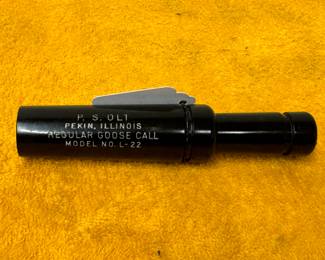 P. S. OLT
PEKIN, ILLINOIS
REGULAR GOOSE CALL
MODEL NO. L-22